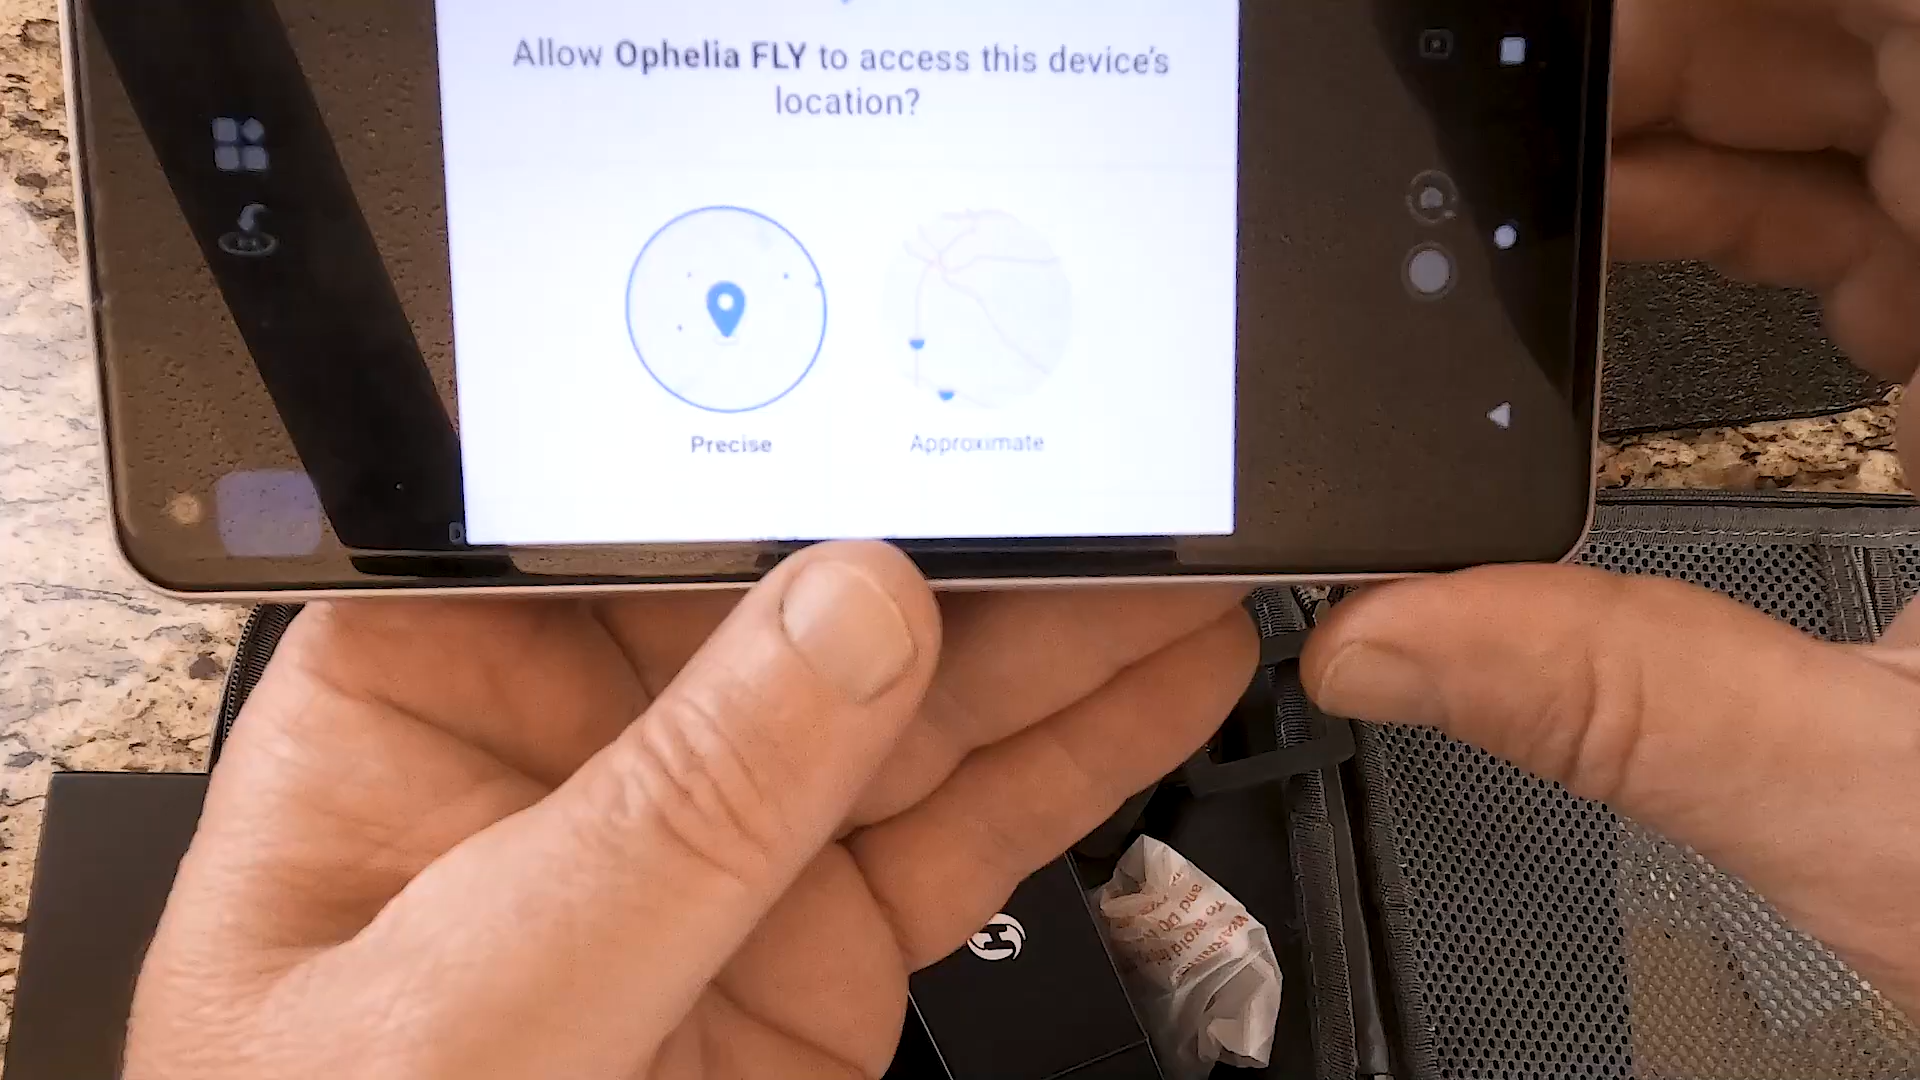 Allow Ophelia FLY to access this device's
location?
Precise
Approximate